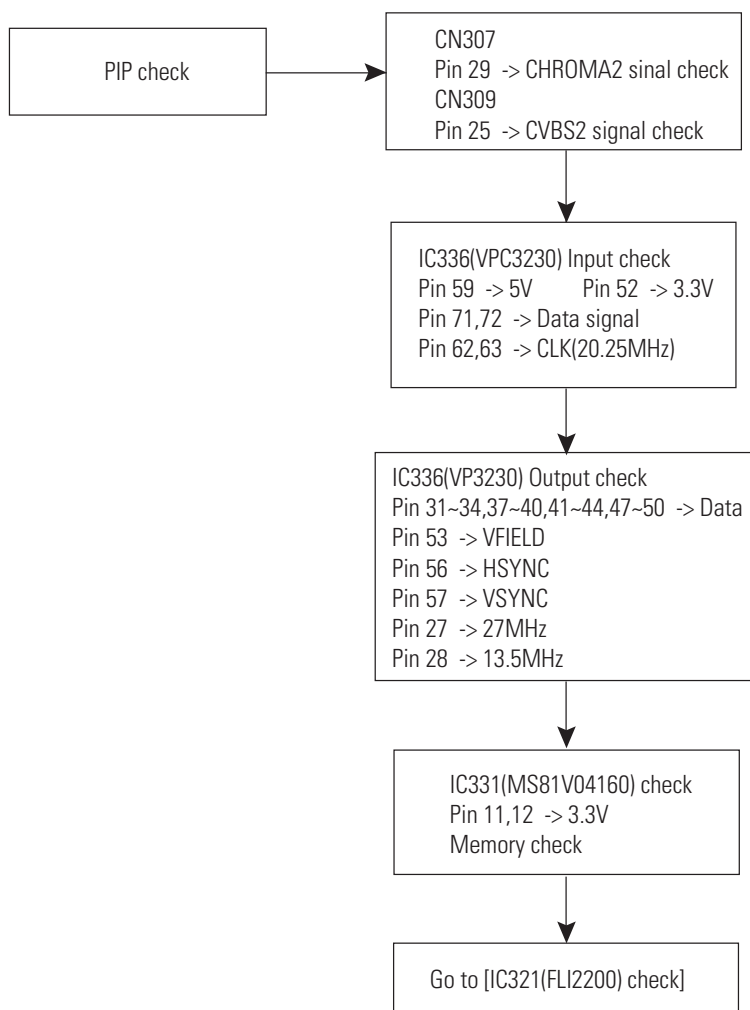 PIP check
CN307
Pin 29 -> CHROMA2 sinal check
CN309
Pin 25 -> CVBS2 signal check
IC336(VPC3230) Input check
Pin 59 -> 5V Pin 52 -> 3.3V
Pin 71,72 -> Data signal
Pin 62,63 -> CLK(20.25MHz)
IC336(VP3230) Output check
Pin 31~34,37~40,41~44,47~50 -> Data
Pin 53 -> VFIELD
Pin 56 -> HSYNC
Pin 57 -> VSYNC
Pin 27 -> 27MHz
Pin 28 -> 13.5MHz
IC331(MS81V04160) check
Pin 11,12 -> 3.3V
Memory check
Go to [IC321(FLI2200) check]